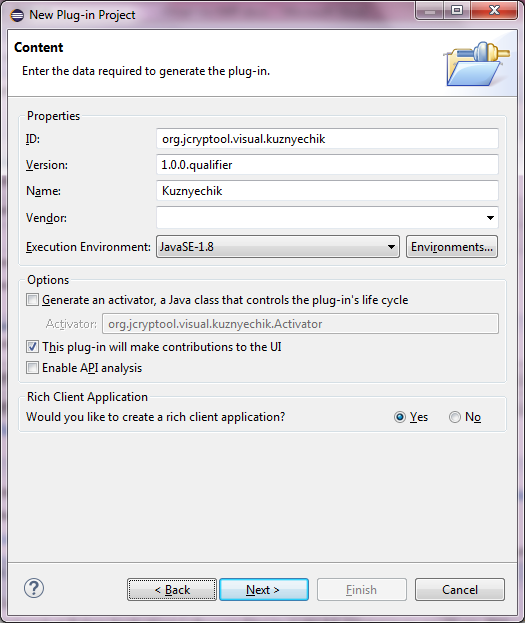 New Plug-in Project
Content
Enter the data required to generate the plug-in.
Properties
ID: org.jcryptool.visual.kuznyechik
Version: 1.0.0.qualifier
Name: Kuznyechik
Vendor:
Execution Environment: JavaSE-1.8 Environments...
Options
Generate an activator, a Java class that controls the plug-in's life cycle
Activator: org.jcryptool.visual.kuznyechik.Activator
This plug-in will make contributions to the UI
Enable API analysis
Rich Client Application
Would you like to create a rich client application? Yes No
? < Back Next > Finish Cancel